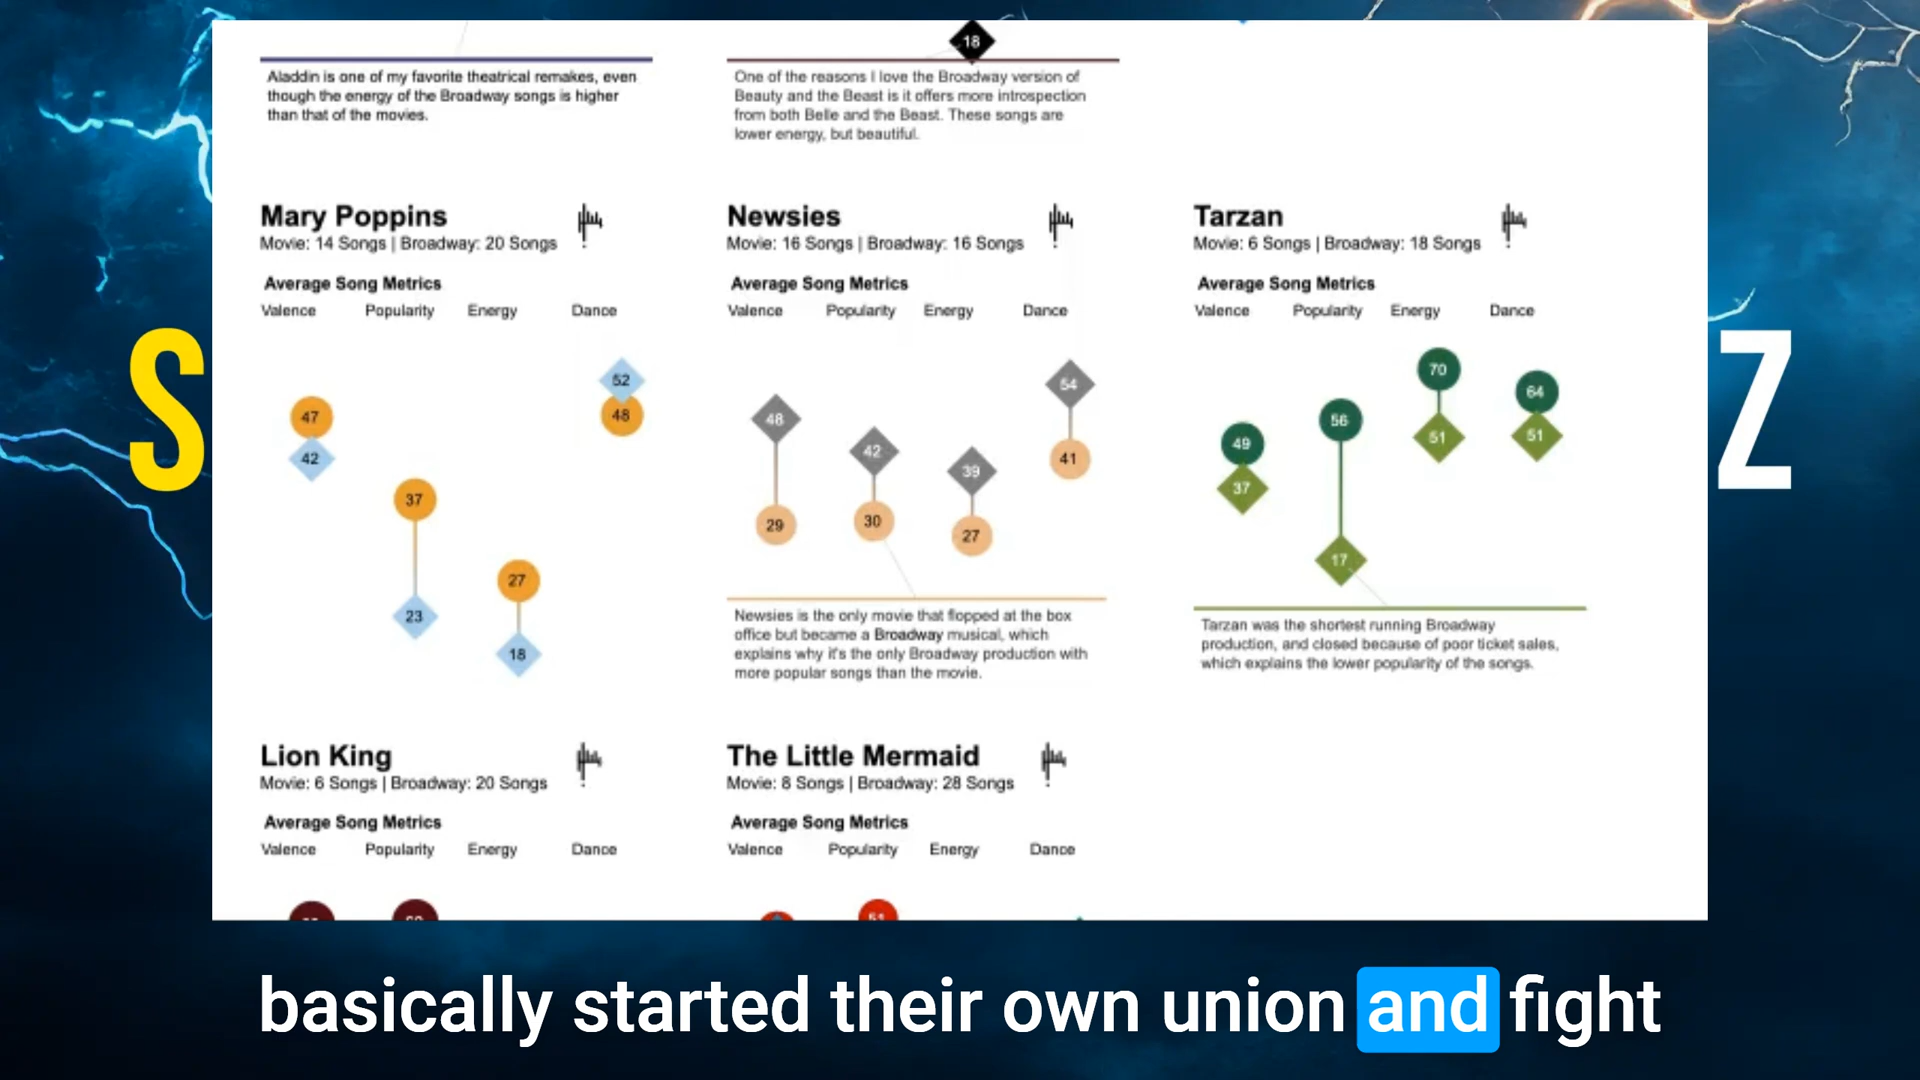 18
Aladdin is one of my favorite theatrical remakes, even
though the energy of the Broadway songs is higher
than that of the movies.
One of the reasons I love the Broadway version of
Beauty and the Beast is it offers more introspection
from both Belle and the Beast. These songs are
lower energy, but beautiful.
Mary Poppins
Movie: 14 Songs | Broadway: 20 Songs
Average Song Metrics
Valence Popularity Energy Dance
52
47
48
42
37
27
23
18
Newsies
Movie: 16 Songs | Broadway: 16 Songs
Average Song Metrics
Valence Popularity Energy Dance
54
48
42
41
39
29
30
27
Newsies is the only movie that flopped at the box
office but became a Broadway musical, which
explains why it's the only Broadway production with
more popular songs than the movie.
Tarzan
Movie: 6 Songs | Broadway: 18 Songs
Average Song Metrics
Valence Popularity Energy Dance
70
64
56
49
51
51
37
17
Tarzan was the shortest running Broadway
production, and closed because of poor ticket sales,
which explains the lower popularity of the songs.
S
Z
Lion King
Movie: 6 Songs | Broadway: 20 Songs
Average Song Metrics
Valence Popularity Energy Dance
The Little Mermaid
Movie: 8 Songs | Broadway: 28 Songs
Average Song Metrics
Valence Popularity Energy Dance
51
basically started their own union and fight